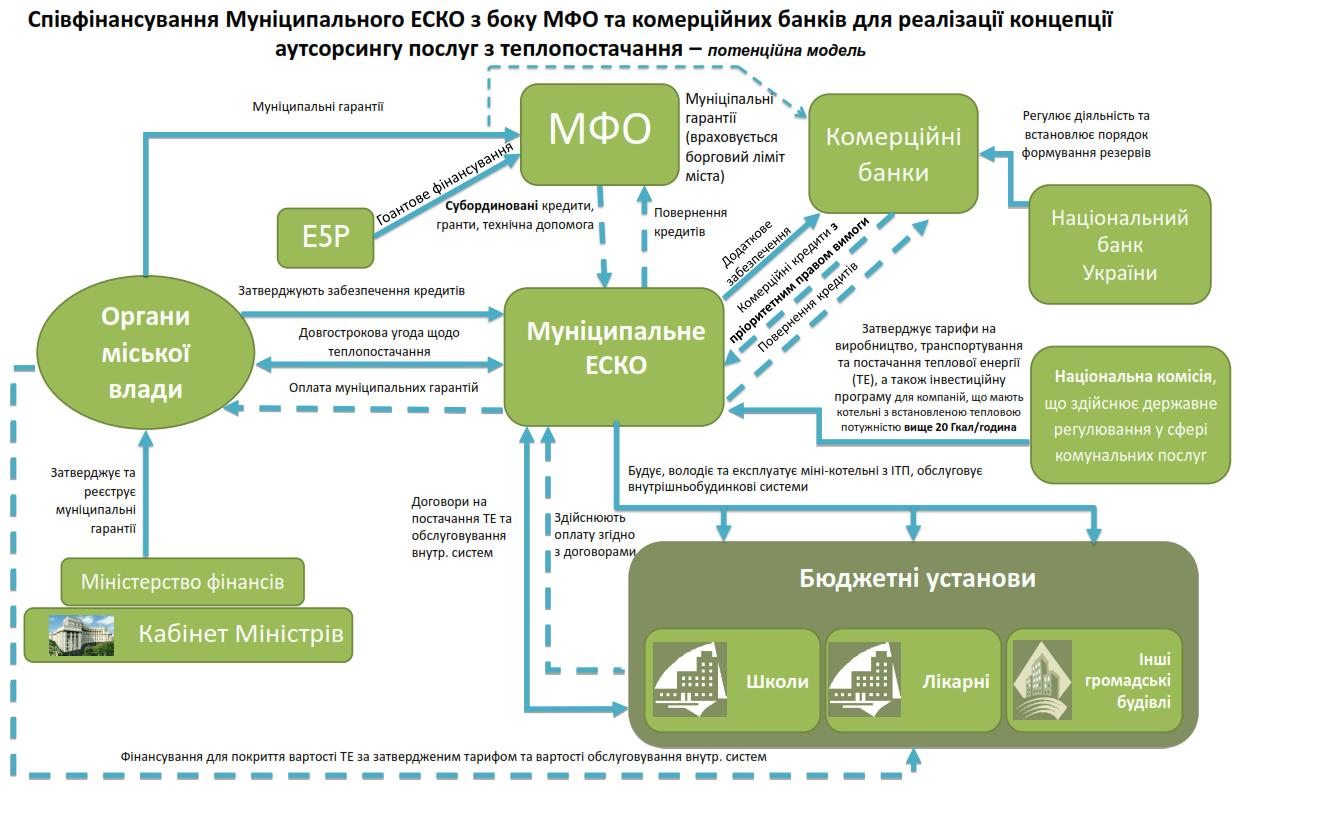 Співфінансування Муніципального ЕСКО з боку МФО та комерційних банків для реалізації концепції
аутсорсингу послуг з теплопостачання – потенційна модель
Муніципальні гарантії
МФО
Муніціпальні
гарантії
(враховується
борговий ліміт
міста)
Комерційні
банки
Регулює діяльність та
встановлює порядок
формування резервів
Національний
банк
України
Е5Р
Гоантове фінансування
Субординовані кредити,
гранти, технічна допомога
Повернення
кредитів
Додаткове
забезпечення
Комерційні кредити з
пріоритетним правом вимоги
Повернення кредитів
Органи
міської
влади
Затверджують забезпечення кредитів
Довгострокова угода щодо
теплопостачання
Оплата муніципальних гарантій
Муніципальне
ЕСКО
Затверджує тарифи на
виробництво, транспортування
та постачання теплової енергії
(ТЕ), а також інвестиційну
програму для компаній, що мають
котельні з встановленою тепловою
потужністю вище 20 Гкал/година
Національна комісія,
що здійснює державне
регулювання у сфері
комунальних послуг
Затверджує та
реєструє
муніципальні
гарантії
Міністерство фінансів
Кабінет Міністрів
Будує, володіє та експлуатує міні-котельні з ІТП, обслуговує
внутрішньобудинкові системи
Договори на
постачання ТЕ та
обслуговування
внутр. систем
Здійснюють
оплату згідно
з договорами
Бюджетні установи
Школи
Лікарні
Інші
громадські
будівлі
Фінансування для покриття вартості ТЕ за затвердженим тарифом та вартості обслуговування внутр. систем